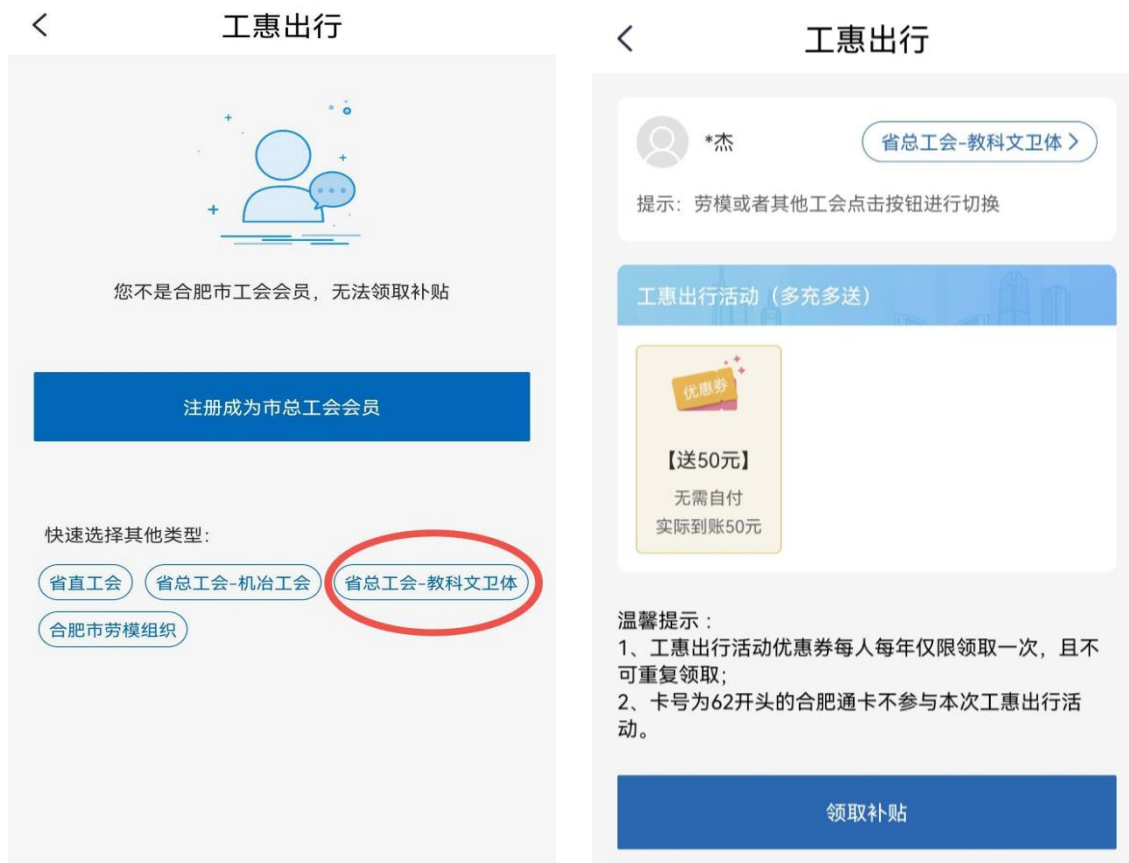 工惠出行
您不是合肥市工会会员，无法领取补贴
注册成为市总工会会员
快速选择其他类型：
省直工会
省总工会-机冶工会
省总工会-教科文卫体
合肥市劳模组织
工惠出行
*杰
省总工会-教科文卫体
提示：劳模或者其他工会点击按钮进行切换
工惠出行活动（多充多送）
优惠券
【送50元】
无需自付
实际到账50元
温馨提示：
1、工惠出行活动优惠券每人每年仅限领取一次，且不
可重复领取；
2、卡号为62开头的合肥通卡不参与本次工惠出行活
动。
领取补贴